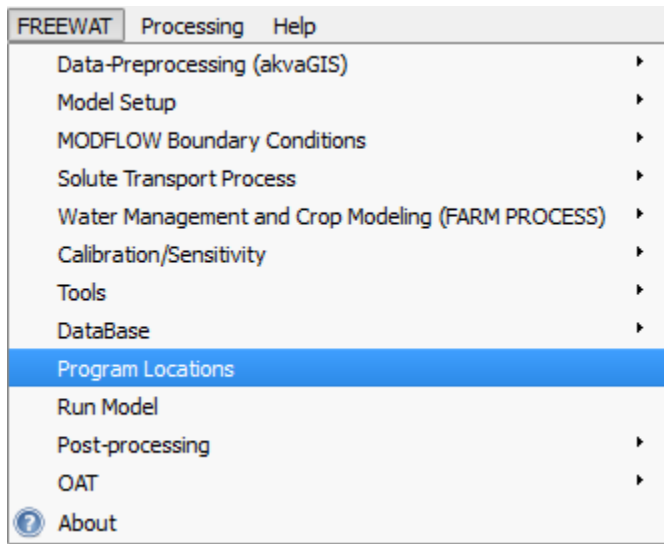 FREEWAT Processing Help
Data-Preprocessing (akvaGIS)
Model Setup
MODFLOW Boundary Conditions
Solute Transport Process
Water Management and Crop Modeling (FARM PROCESS)
Calibration/Sensitivity
Tools
DataBase
Program Locations
Run Model
Post-processing
OAT
About